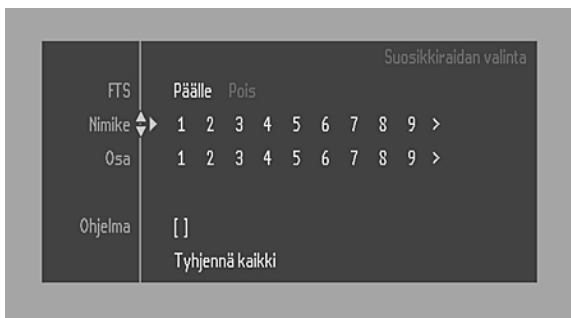 Suosikkiraidan valinta
FTS Päälle Pois
Nimike 1 2 3 4 5 6 7 8 9 >
Osa 1 2 3 4 5 6 7 8 9 >
Ohjelma [ ]
Tyhjennä kaikki